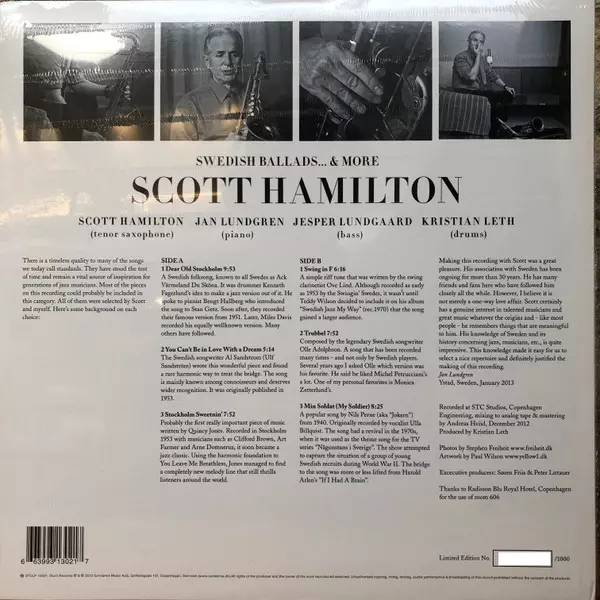 SWEDISH BALLADS... & MORE
SCOTT HAMILTON
SCOTT HAMILTON JAN LUNDGREN JESPER LUNDGAARD KRISTIAN LETH
(tenor saxophone) (piano) (bass) (drums)
There is a timeless quality to many of the songs
we today call standards. They have stood the test
of time and remain a vital source of inspiration for
generations of jazz musicians. Most of the pieces
on this recording could probably be included in
this category. All of them were selected by Scott
and myself. Here's some background on each
choice:
SIDE A
1 Dear Old Stockholm 9:53
A Swedish folksong, known to all Swedes as Ack
Värmeland Du Sköna. It was drummer Kenneth
Fagerlund's idea to make a jazz version out of it. He
spoke to pianist Bengt Hallberg who introduced
the song to Stan Getz. Soon after, they recorded
their famous version from 1951. Later, Miles Davis
recorded his equally wellknown version. Many
others have followed.
2 You Can't Be in Love With a Dream 5:14
The Swedish songwriter Al Sandstrom (Ulf
Sandström) wrote this wonderful piece and found
a rare harmonic way to treat the bridge. The song
is mainly known among connoisseurs and deserves
wider recognition. It was originally published in
1953.
3 Stockholm Sweetnin' 7:52
Probably the first really important piece of music
written by Quincy Jones. Recorded in Stockholm
1953 with musicians such as Clifford Brown, Art
Farmer and Arne Domnerus, it soon became a
jazz classic. Using the harmonic foundation to
You Leave Me Breathless, Jones managed to find
a completely new melody line that still thrills
listeners around the world.
SIDE B
1 Swing in F 6:16
A simple riff tune that was written by the swing
clarinetist Ove Lind. Although recorded as early
as 1953 by the Swingin' Swedes, it wasn't until
Teddy Wilson decided to include it on his album
"Swedish Jazz My Way" (rec.1970) that the song
gained a larger audience.
2 Trubbel 7:52
Composed by the legendary Swedish songwriter
Olle Adolphson. A song that has been recorded
many times - and not only by Swedish players.
Several years ago I asked Olle which version was
his favorite. He said he liked Michel Petrucciani's
a lot. One of my personal favorites is Monica
Zetterlund's.
3 Min Soldat (My Soldier) 8:25
A popular song by Nils Perne (aka "Jokern")
from 1940. Originally recorded by vocalist Ulla
Billquist. The song had a revival in the 1970s,
when it was used as the theme song for the TV
series "Någonstans i Sverige". The show attempted
to capture the situation of a group of young
Swedish recruits during World War II. The bridge
to the song was more or less lifted from Harold
Arlen's "If I Had A Brain".
Making this recording with Scott was a great
pleasure. His association with Sweden has been
ongoing for more than 30 years. He has many
friends and fans here who have followed him
closely all the while. However, I believe it is
not merely a one-way love affair. Scott certainly
has a genuine interest in talented musicians and
great music whatever the origins and - like most
people - he remembers things that are meaningful
to him. His knowledge of Sweden and its
history concerning jazz, musicians, etc., is quite
impressive. This knowledge made it easy for us to
select a nice repertoire and definitely justified the
making of this recording.
Jan Lundgren
Ystad, Sweden, January 2013
Recorded at STC Studios, Copenhagen
Engineering, mixing to analog tape & mastering
by Andreas Hviid, December 2012
Produced by Kristian Leth
Photos by Stephen Freiheit www.freiheit.dk
Artwork by Paul Wilson www.yellow1.dk
Excecutive producers: Søren Friis & Peter Littauer
Thanks to Radisson Blu Royal Hotel, Copenhagen
for the use of room 606
6 63993 13021 7
Limited Edition No. /1000